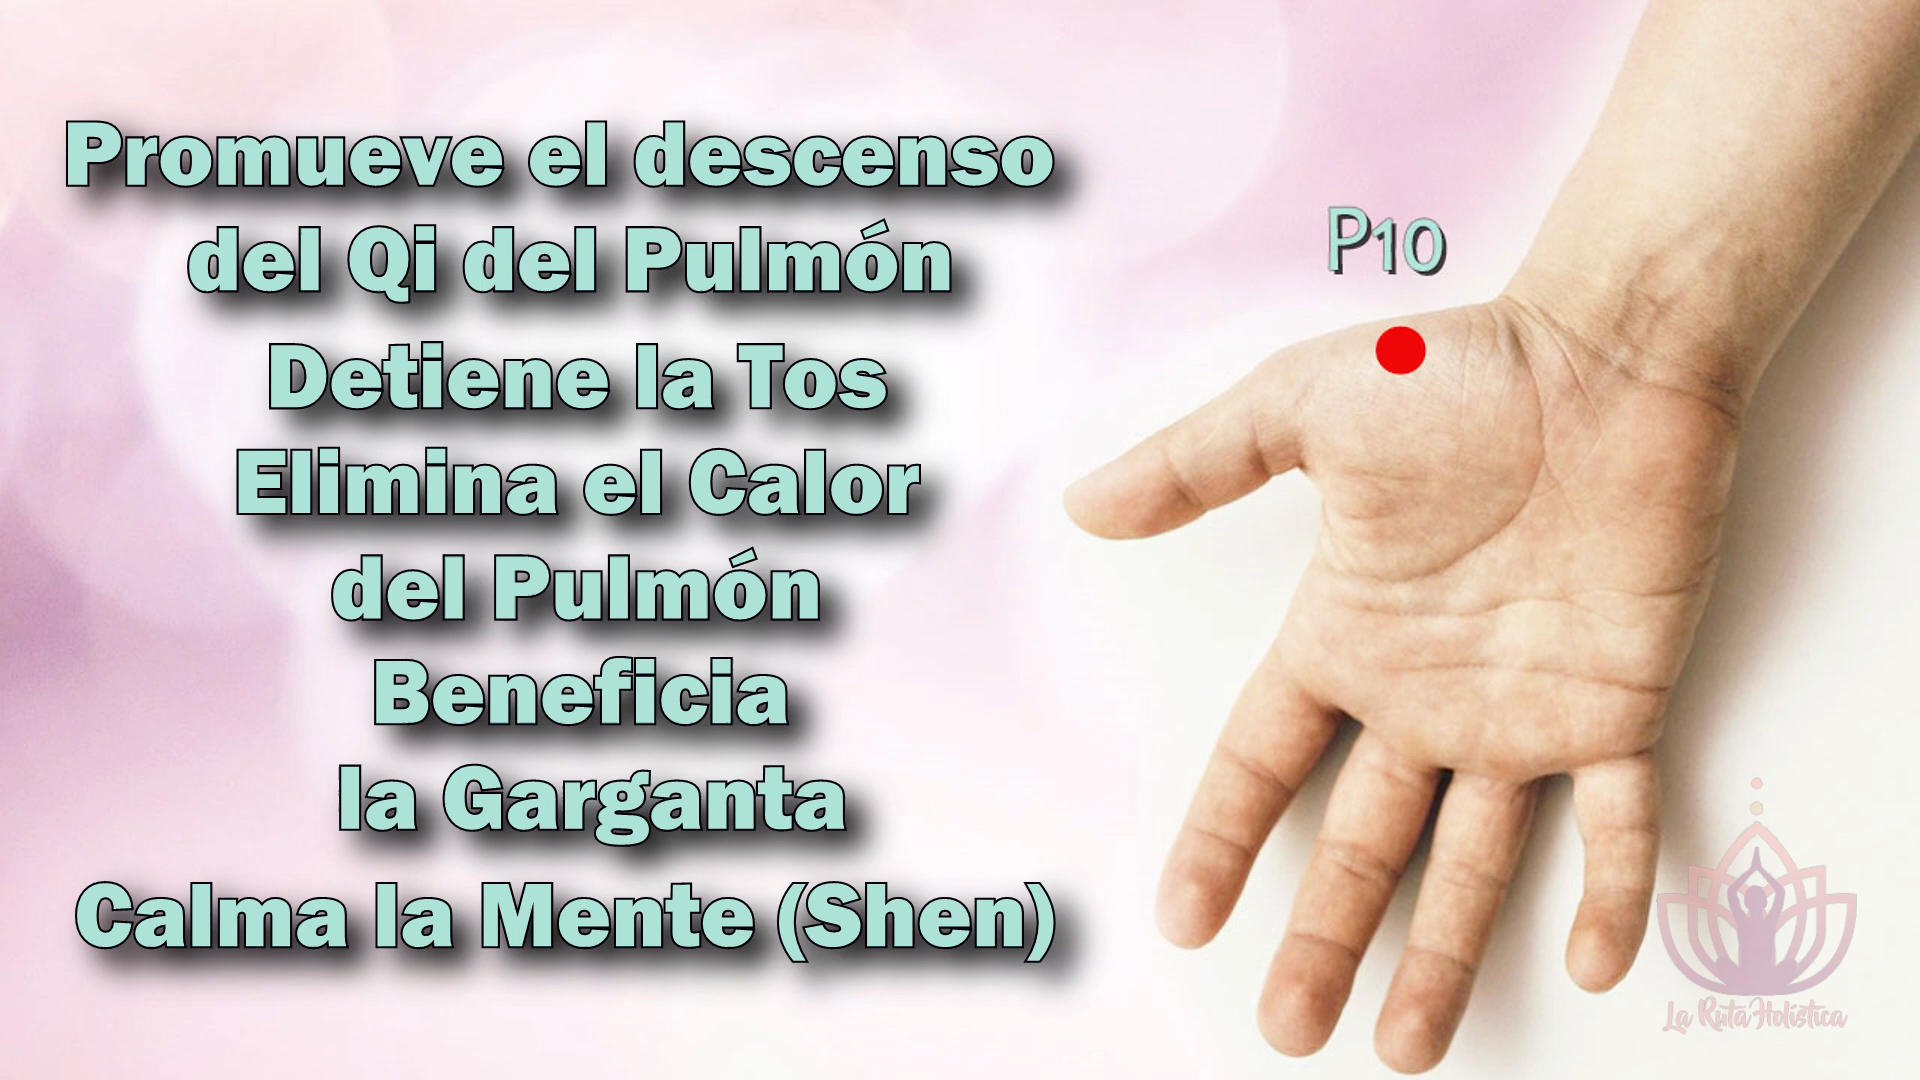 Promueve el descenso
del Qi del Pulmón
Detiene la Tos
Elimina el Calor
del Pulmón
Beneficia
la Garganta
Calma la Mente (Shen)
P10
La Ruta Holística